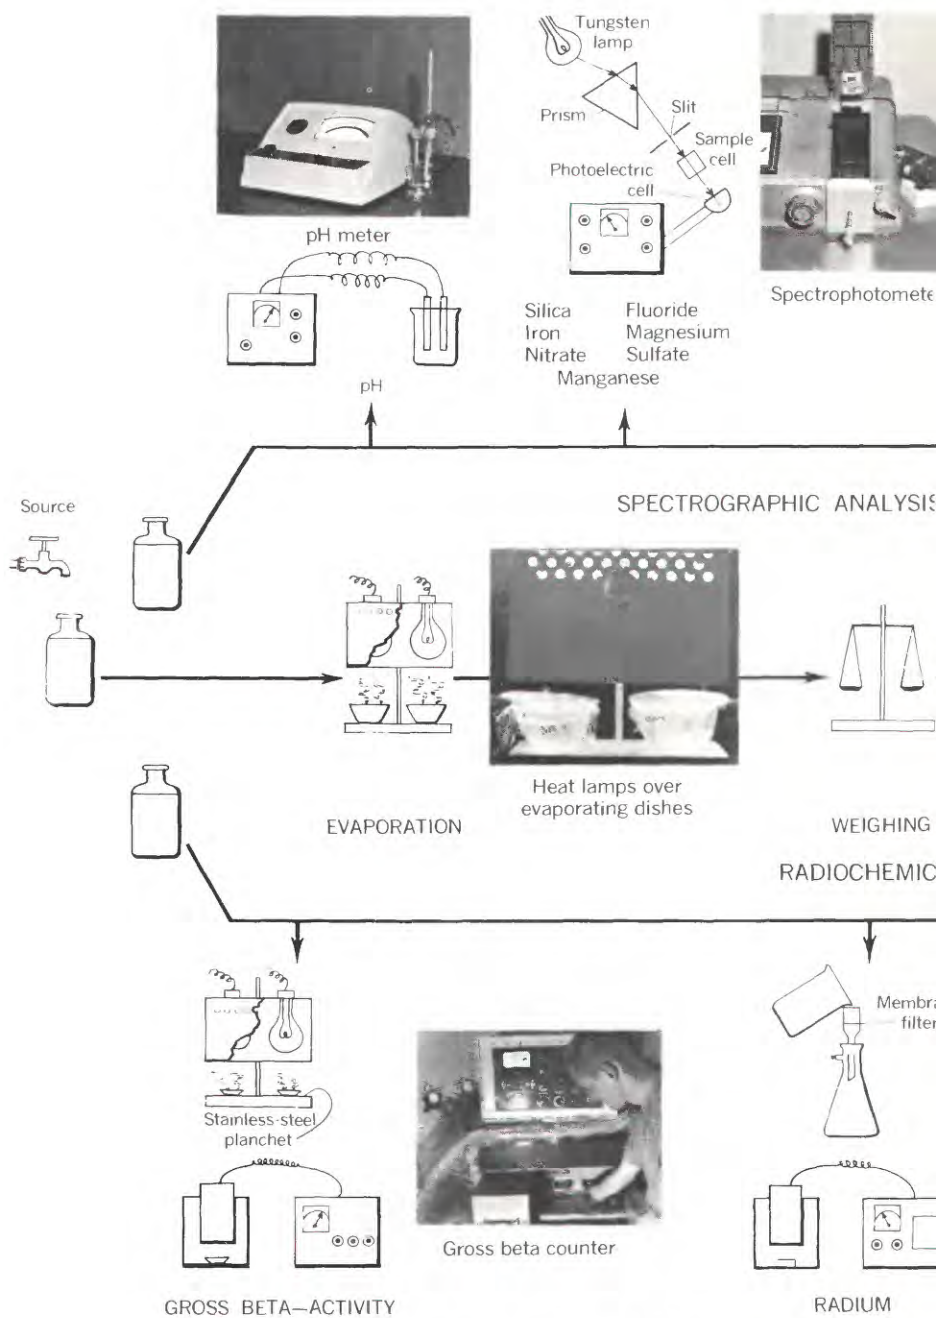 Tungsten
lamp
Prism
Slit
Sample
cell
Photoelectric
cell
pH meter
Spectrophotomete
Silica Fluoride
Iron Magnesium
Nitrate Sulfate
Manganese
pH
Source
SPECTROGRAPHIC ANALYSIS
Heat lamps over
evaporating dishes
EVAPORATION
WEIGHING
RADIOCHEMIC
Stainless-steel
planchet
Membra
filter
Gross beta counter
GROSS BETA—ACTIVITY
RADIUM